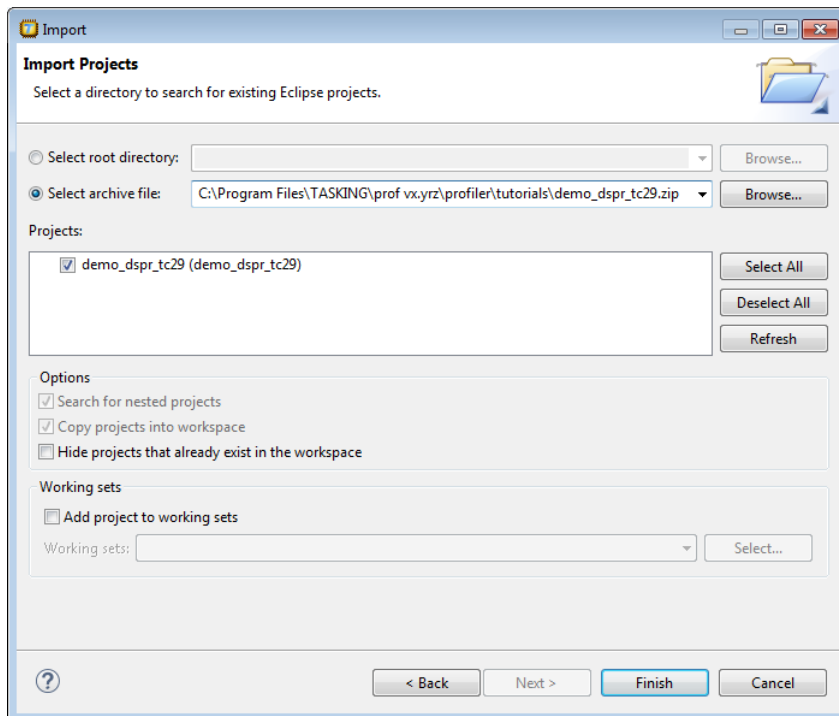 Import
Import Projects
Select a directory to search for existing Eclipse projects.
Select root directory:
Browse...
Select archive file:
C:\Program Files\TASKING\prof vx.yrz\profiler\tutorials\demo_dspr_tc29.zip
Browse...
Projects:
demo_dspr_tc29 (demo_dspr_tc29)
Select All
Deselect All
Refresh
Options
Search for nested projects
Copy projects into workspace
Hide projects that already exist in the workspace
Working sets
Add project to working sets
Working sets:
Select...
?
< Back
Next >
Finish
Cancel